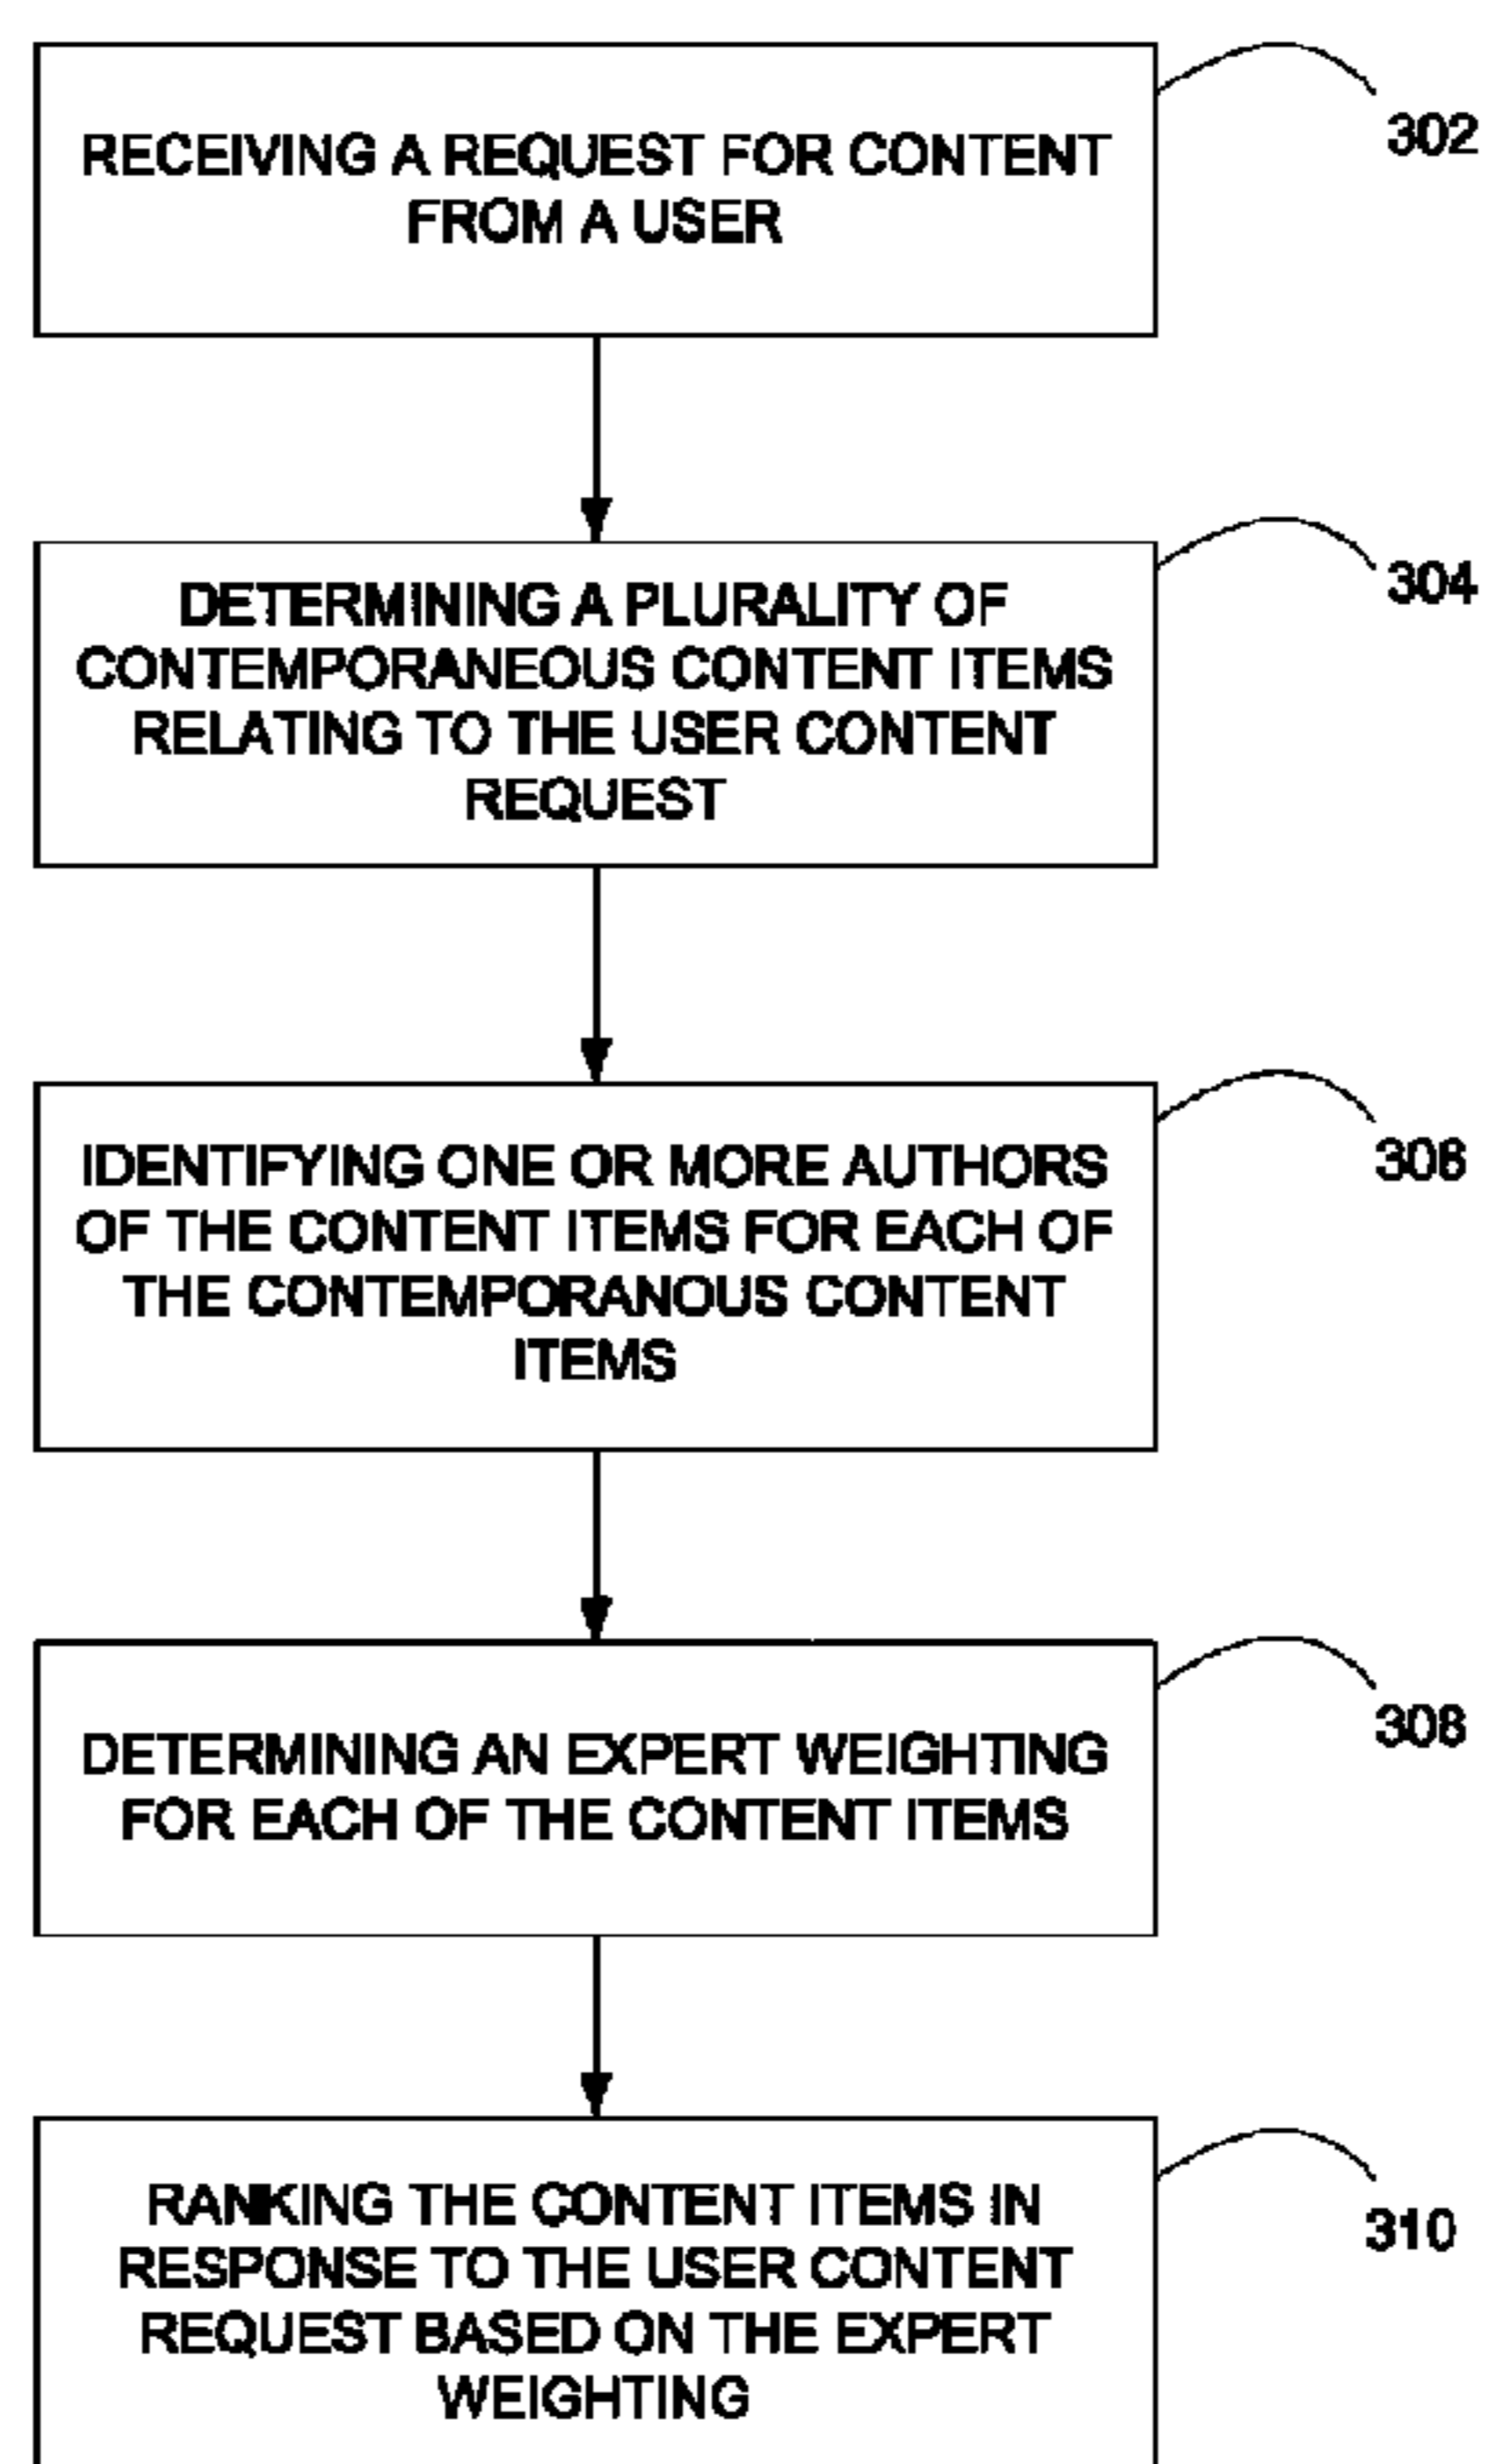 RECEIVING A REQUEST FOR CONTENT
FROM A USER
302
DETERMINING A PLURALITY OF
CONTEMPORANEOUS CONTENT ITEMS
RELATING TO THE USER CONTENT
REQUEST
304
IDENTIFYING ONE OR MORE AUTHORS
OF THE CONTENT ITEMS FOR EACH OF
THE CONTEMPORANOUS CONTENT
ITEMS
306
DETERMINING AN EXPERT WEIGHTING
FOR EACH OF THE CONTENT ITEMS
308
RANKING THE CONTENT ITEMS IN
RESPONSE TO THE USER CONTENT
REQUEST BASED ON THE EXPERT
WEIGHTING
310